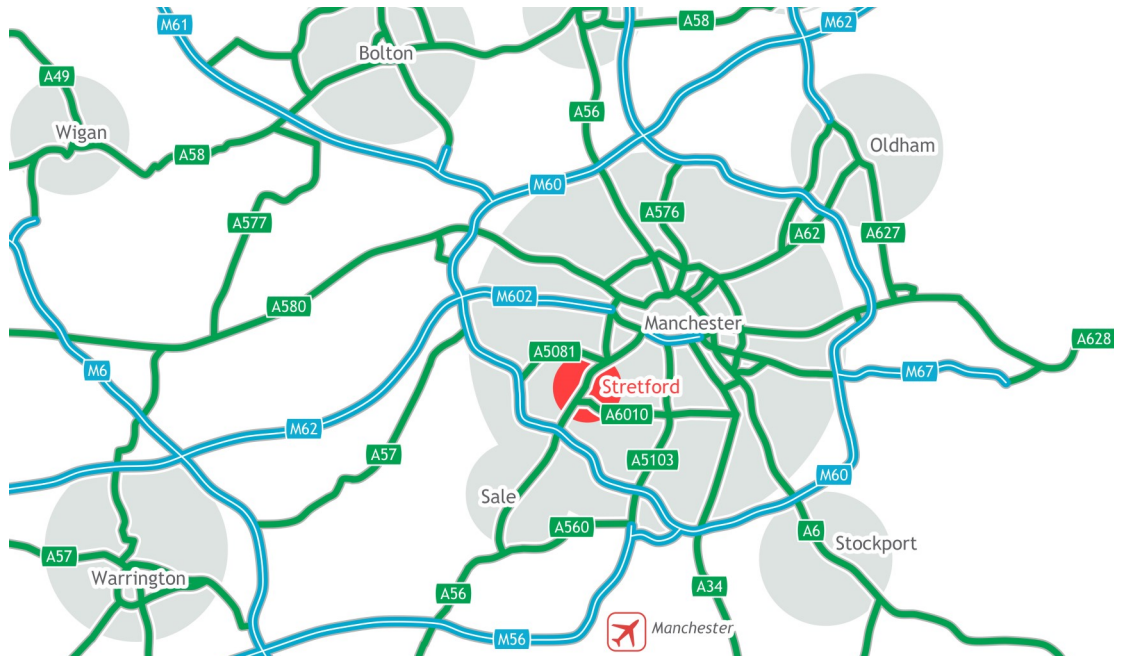 M61
A58
M62
Bolton
A49
A56
Wigan
A58
Oldham
M60
A577
A576
A62
A627
A580
M602
Manchester
A628
A5081
M6
M67
Stretford
A6010
M62
A57
A5103
M60
Sale
A560
A6
Stockport
A57
Warrington
A56
A34
M56
Manchester